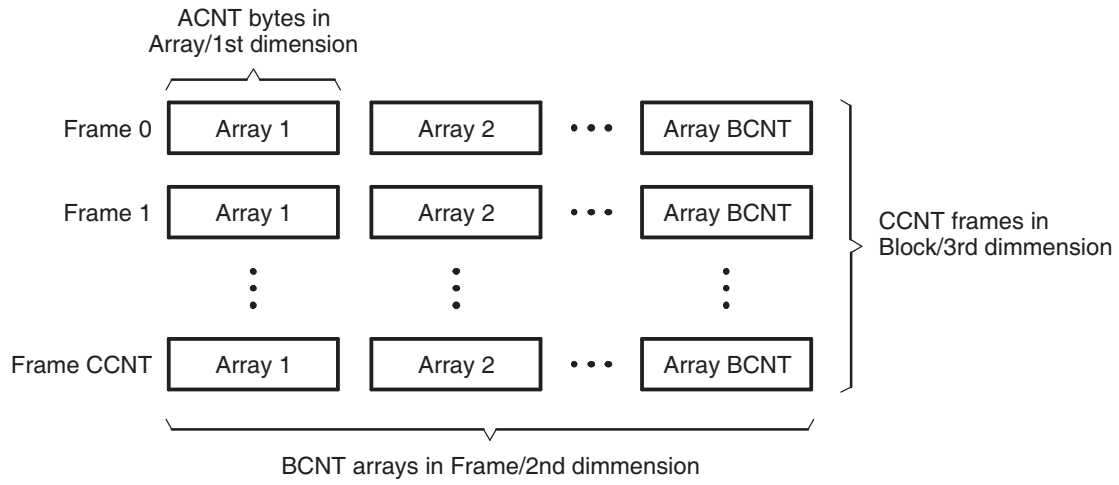 ACNT bytes in
Array/1st dimension
Frame 0 Array 1 Array 2 Array BCNT
Frame 1 Array 1 Array 2 Array BCNT
CCNT frames in
Block/3rd dimmension
Frame CCNT Array 1 Array 2 Array BCNT
BCNT arrays in Frame/2nd dimmension